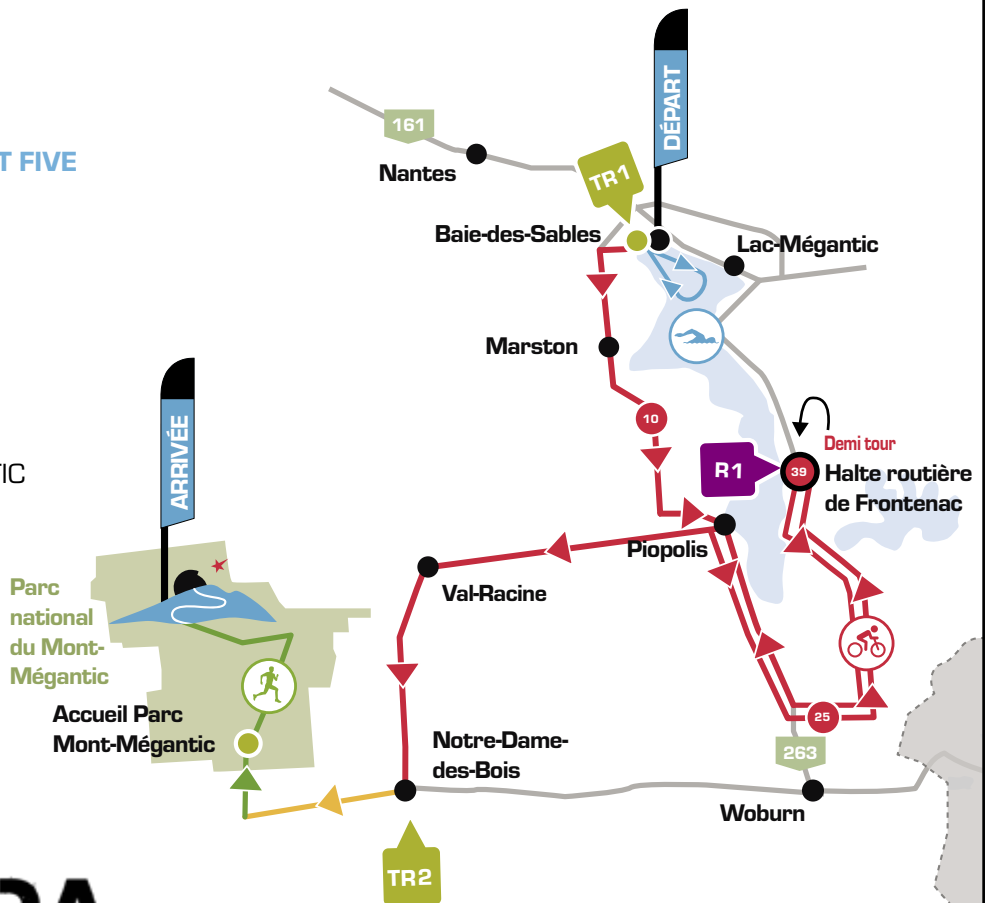 DÉPART
161
T FIVE
Nantes
TR1
Baie-des-Sables
Lac-Mégantic
Marston
ARRIVÉE
10
Demi tour
R1
39
Halte routière
de Frontenac
IC
Piopolis
Val-Racine
Parc
national
du Mont-
Mégantic
Accueil Parc
Mont-Mégantic
25
Notre-Dame-
des-Bois
263
Woburn
TR2